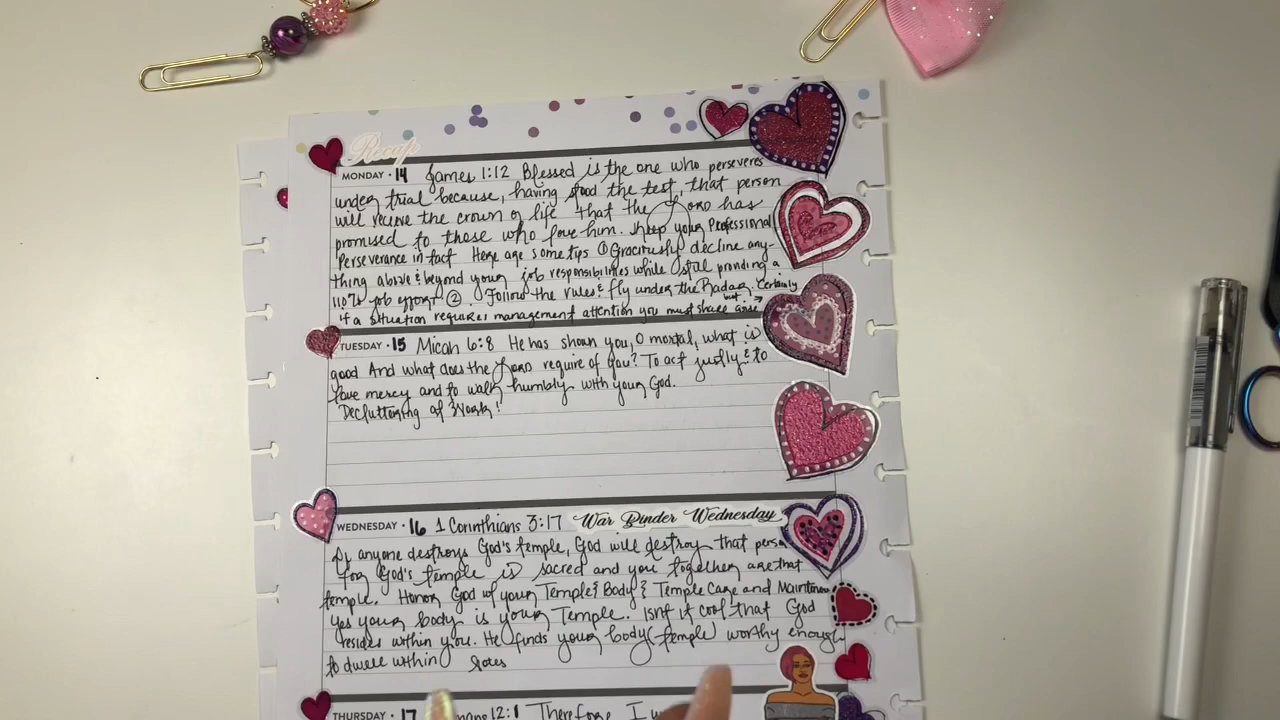 Recap
MONDAY • 14 James 1:12 Blessed is the one who perseveres
under trial because, having stood the test, that person
will receive the crown of life that the Lord has
promised to those who love him. Keep your Professional
Perseverance intact Here are some tips ① Graciously decline any-
thing above & beyond your job responsibilities while still providing a
110% job effort ② Follow the rules & fly under the Radar. Certainly
but →
if a situation requires management attention you must share
TUESDAY • 15 Micah 6:8 He has shown you, O mortal, what is
good And what does the Lord require of you? To act justly & to
love mercy and to walk humbly with your God.
Decluttering of
WEDNESDAY • 16 1 Corinthians 3:17 War Binder Wednesday
If anyone destroys God's temple, God will destroy that person
for God's temple is sacred and you together are that
temple. Honor God w/ your Temple & Body & Temple Care and
yes your body is your Temple. Isn't it cool that God
resides within you. He finds your body (temple) worthy enough
to dwell within
THURSDAY • 17 12:1 Therefore I